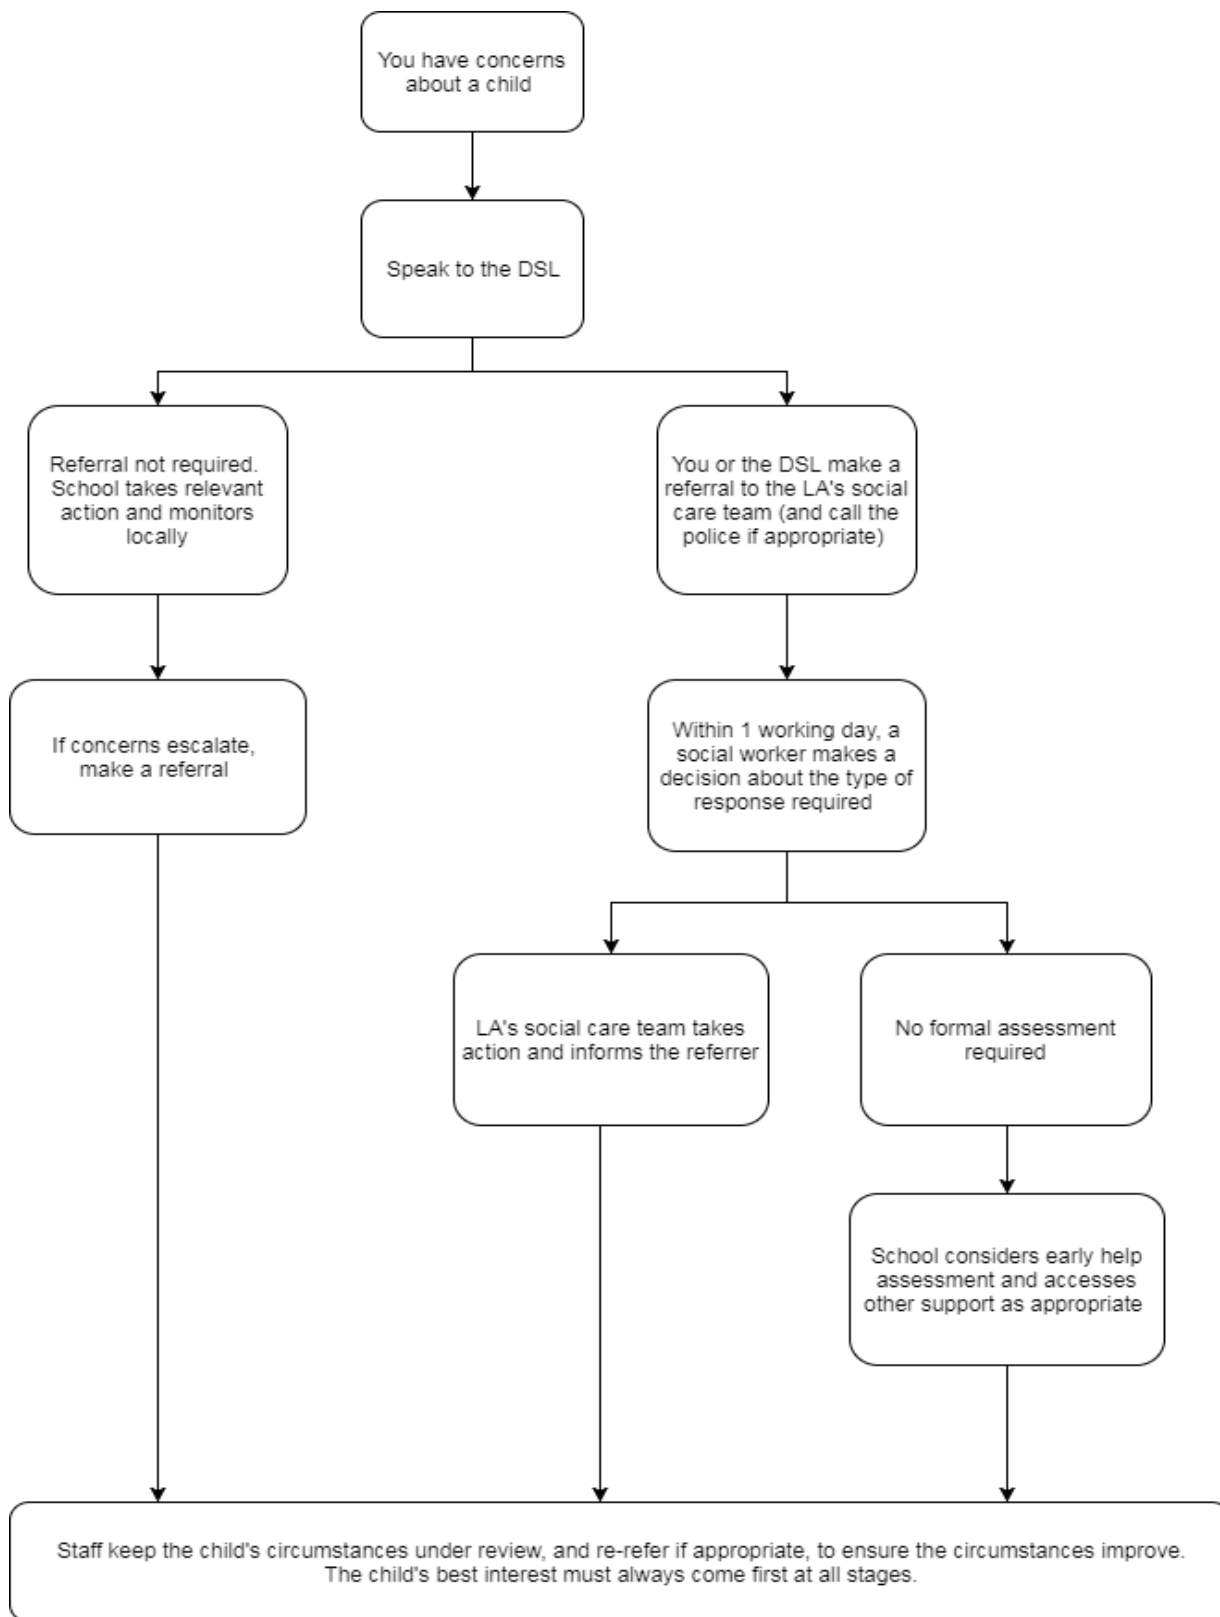 You have concerns
about a child
Speak to the DSL
Referral not required.
School takes relevant
action and monitors
locally
You or the DSL make a
referral to the LA's social
care team (and call the
police if appropriate)
If concerns escalate,
make a referral
Within 1 working day, a
social worker makes a
decision about the type of
response required
LA's social care team takes
action and informs the referrer
No formal assessment
required
School considers early help
assessment and accesses
other support as appropriate
Staff keep the child's circumstances under review, and re-refer if appropriate, to ensure the circumstances improve.
The child's best interest must always come first at all stages.